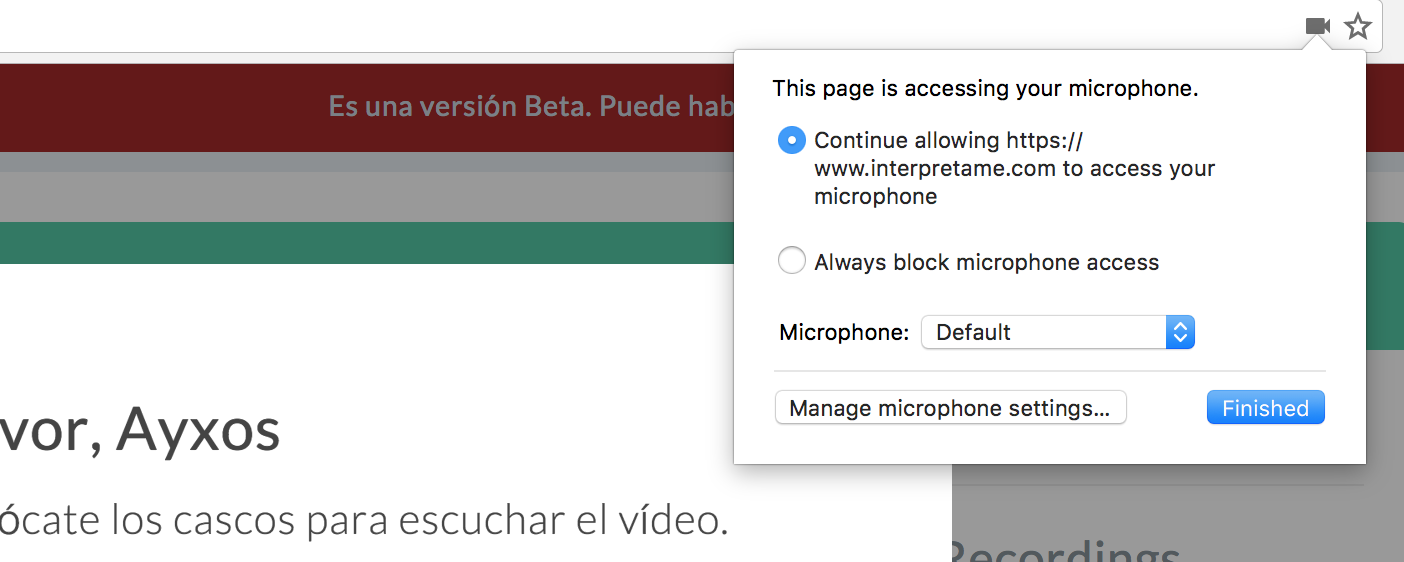 This page is accessing your microphone.
Es una versión Beta. Puede hab
Continue allowing https://
www.interpretame.com to access your
microphone
Always block microphone access
Microphone: Default
Manage microphone settings...
Finished
vor, Ayxos
ócate los cascos para escuchar el vídeo.
Recordings